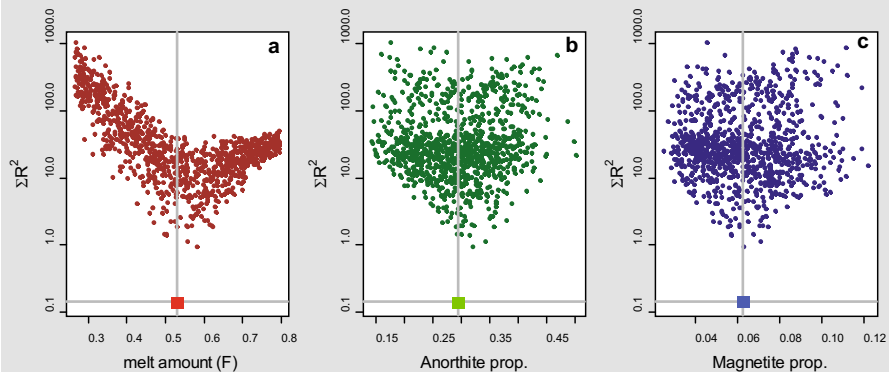 a
ΣR²
1000.0
100.0
10.0
1.0
0.1
0.3 0.4 0.5 0.6 0.7 0.8
melt amount (F)
b
ΣR²
1000.0
100.0
10.0
1.0
0.1
0.15 0.25 0.35 0.45
Anorthite prop.
c
ΣR²
1000.0
100.0
10.0
1.0
0.1
0.04 0.06 0.08 0.10 0.12
Magnetite prop.